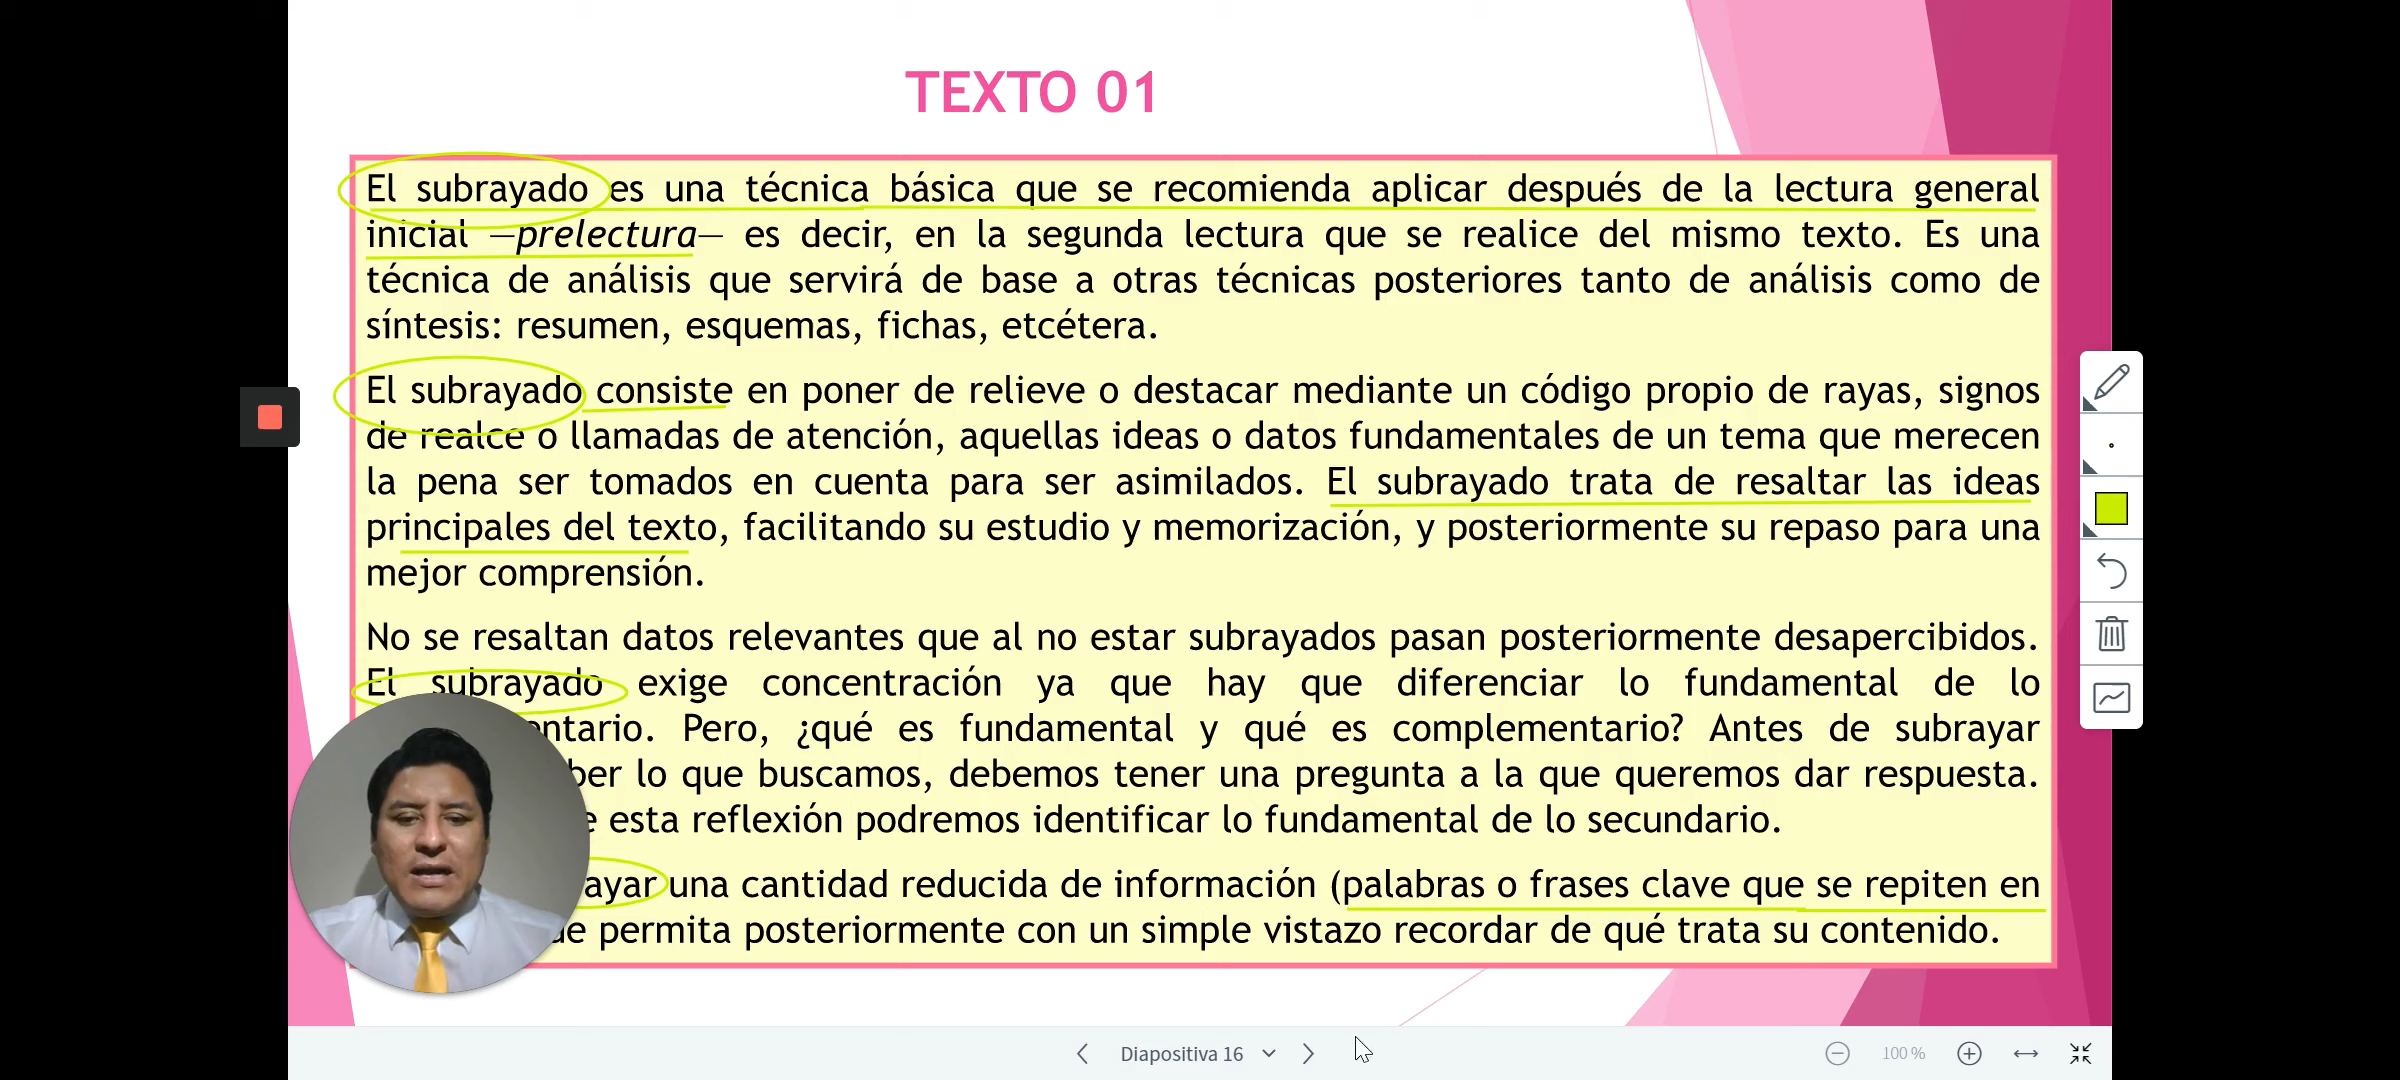 TEXTO 01
El subrayado es una técnica básica que se recomienda aplicar después de la lectura general
inicial —prelectura— es decir, en la segunda lectura que se realice del mismo texto. Es una
técnica de análisis que servirá de base a otras técnicas posteriores tanto de análisis como de
síntesis: resumen, esquemas, fichas, etcétera.
El subrayado consiste en poner de relieve o destacar mediante un código propio de rayas, signos
de realce o llamadas de atención, aquellas ideas o datos fundamentales de un tema que merecen
la pena ser tomados en cuenta para ser asimilados. El subrayado trata de resaltar las ideas
principales del texto, facilitando su estudio y memorización, y posteriormente su repaso para una
mejor comprensión.
No se resaltan datos relevantes que al no estar subrayados pasan posteriormente desapercibidos.
El subrayado exige concentración ya que hay que diferenciar lo fundamental de lo
Pero, ¿qué es fundamental y qué es complementario? Antes de subrayar
lo que buscamos, debemos tener una pregunta a la que queremos dar respuesta.
esta reflexión podremos identificar lo fundamental de lo secundario.
una cantidad reducida de información (palabras o frases clave que se repiten en
permita posteriormente con un simple vistazo recordar de qué trata su contenido.
Diapositiva 16
100 %